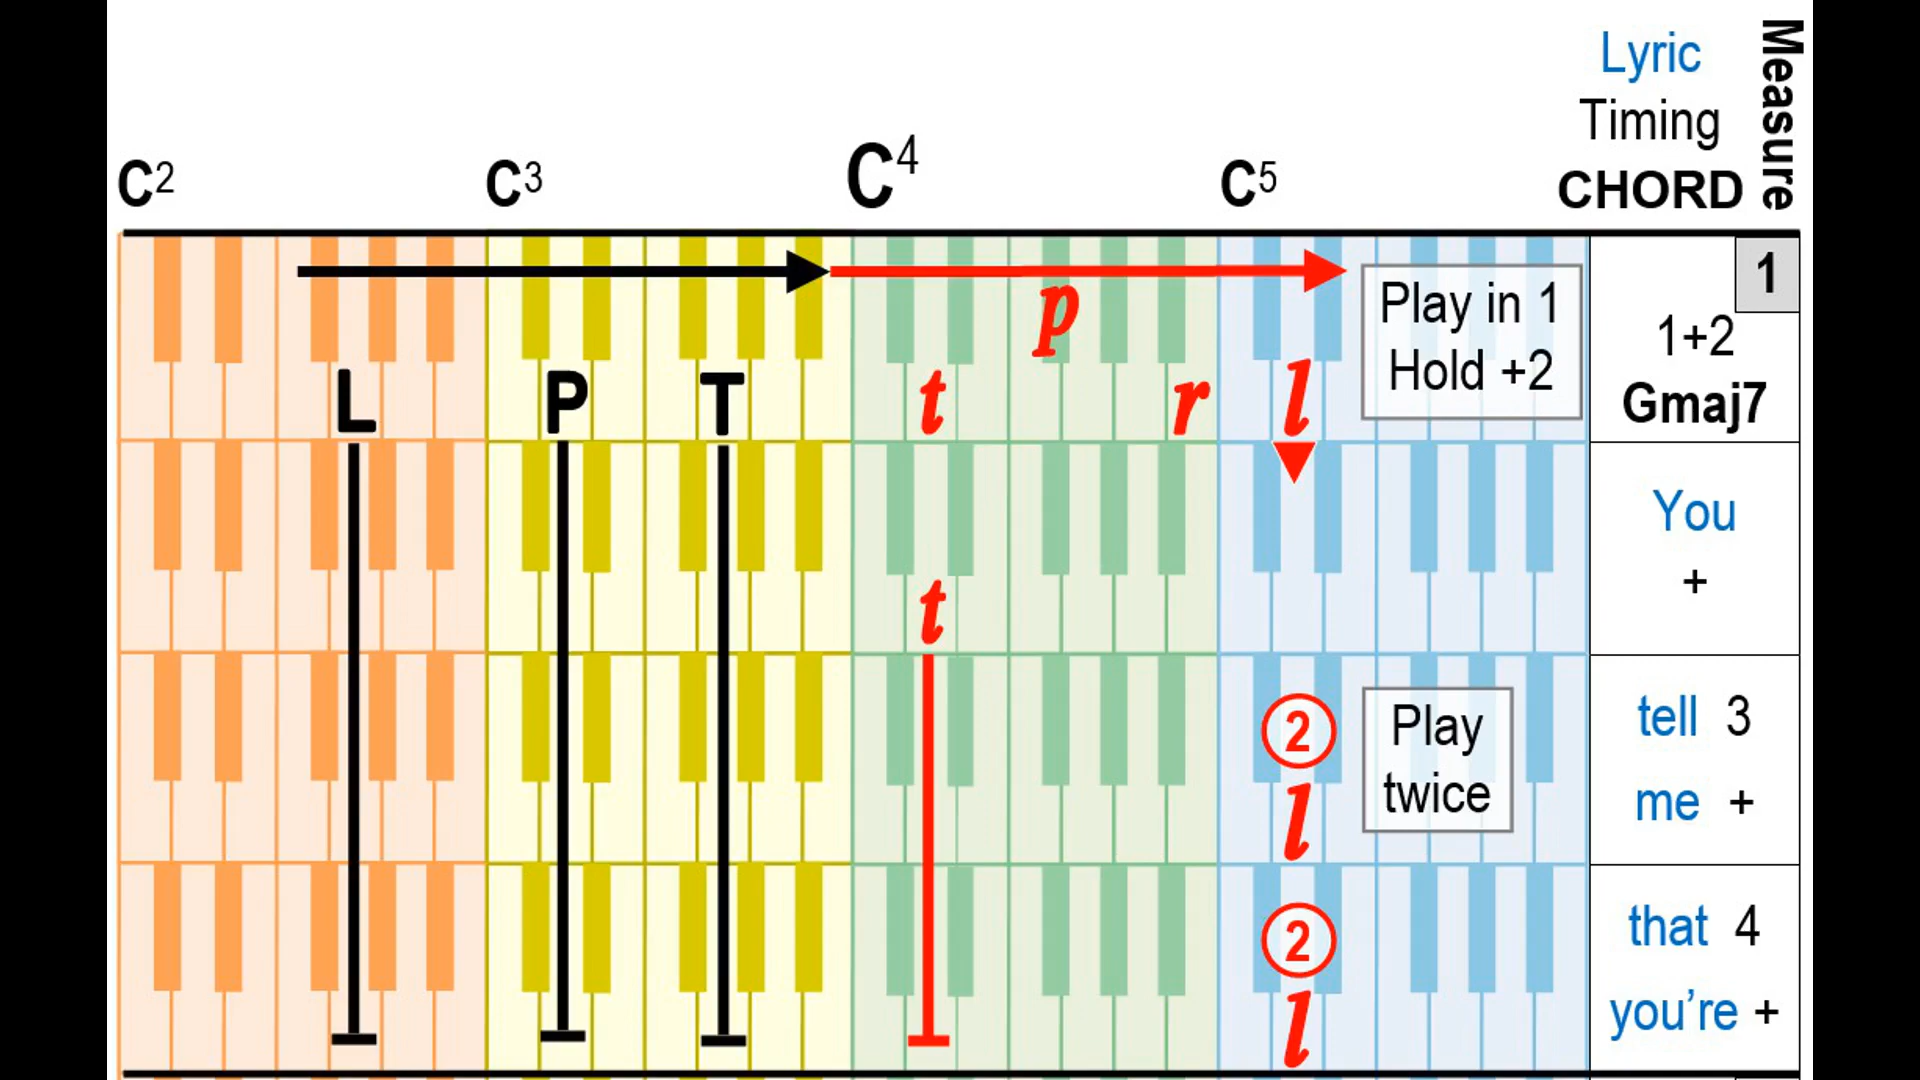 Lyric
Timing
CHORD
Measure
C2 C3 C4 C5
1
p
Play in 1
Hold +2
1+2
Gmaj7
L P T t r l
You
+
t
2
Play
twice
tell 3
me +
l
2
that 4
you're +
l